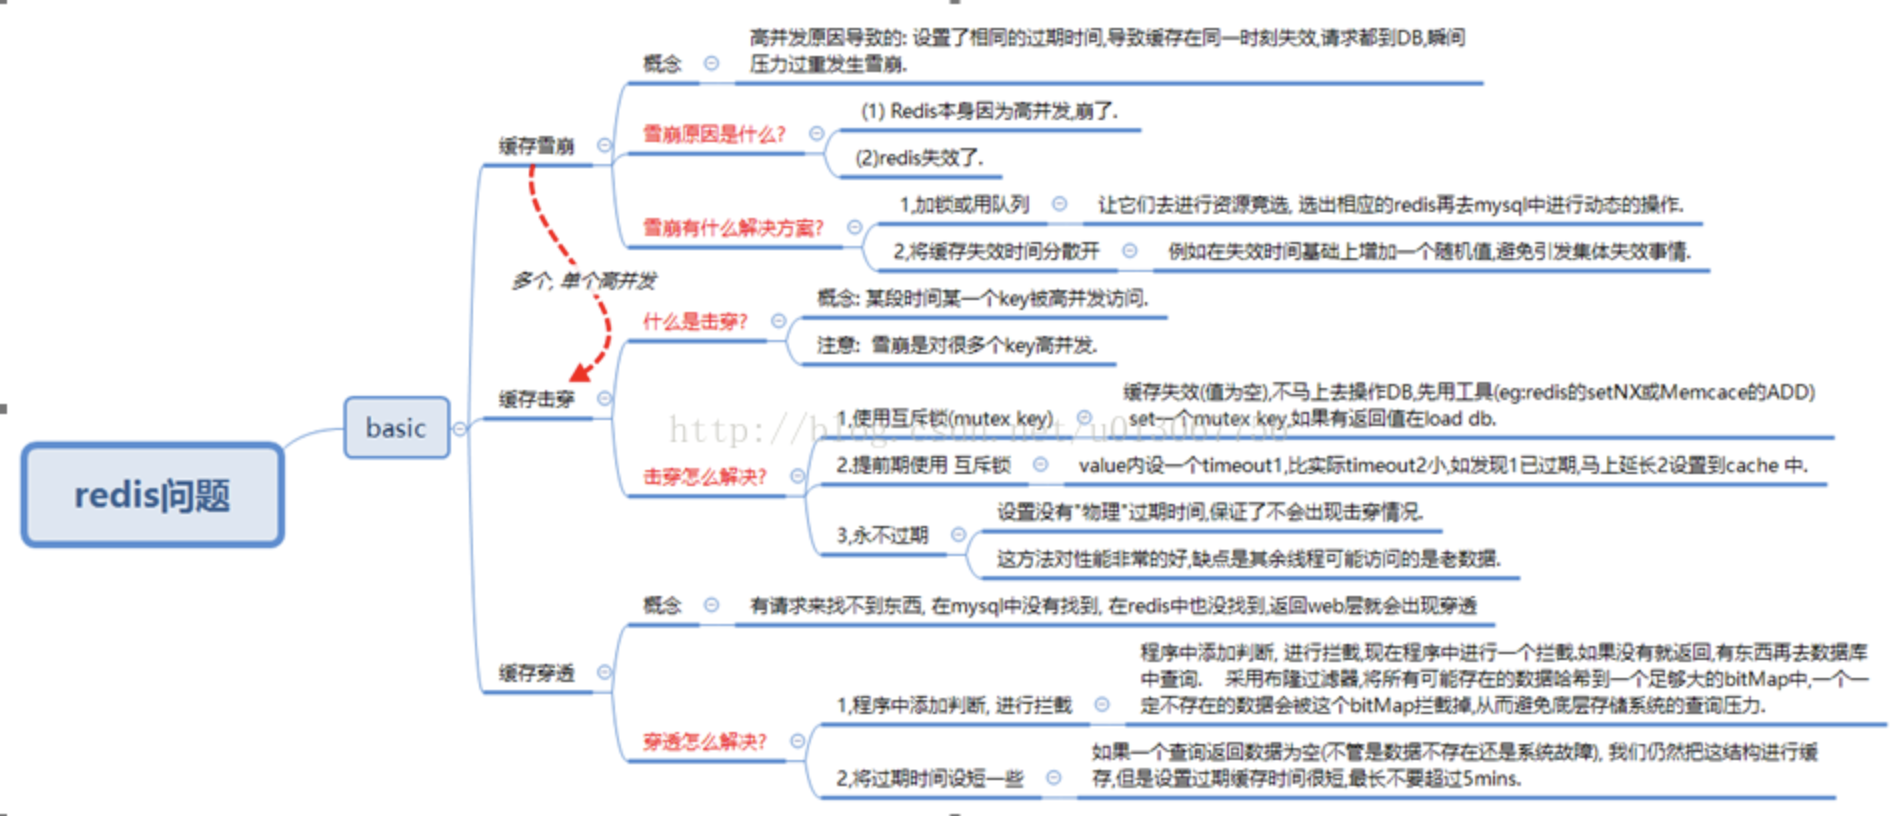 redis问题
basic
缓存雪崩
概念
高并发原因导致的: 设置了相同的过期时间,导致缓存在同一时刻失效,请求都到DB,瞬间
压力过重发生雪崩.
雪崩原因是什么?
(1) Redis本身因为高并发,崩了.
(2)redis失效了.
雪崩有什么解决方案?
1,加锁或用队列
让它们去进行资源竞选, 选出相应的redis再去mysql中进行动态的操作.
2,将缓存失效时间分散开
例如在失效时间基础上增加一个随机值,避免引发集体失效事情.
多个, 单个高并发
缓存击穿
什么是击穿?
概念: 某段时间某一个key被高并发访问.
注意: 雪崩是对很多个key高并发.
击穿怎么解决?
1,使用互斥锁(mutex key)
缓存失效(值为空),不马上去操作DB,先用工具(eg:redis的setNX或Memcace的ADD)
set一个mutex key,如果有返回值在load db.
2.提前期使用 互斥锁
value内设一个timeout1,比实际timeout2小,如发现1已过期,马上延长2设置到cache 中.
3,永不过期
设置没有"物理"过期时间,保证了不会出现击穿情况.
这方法对性能非常的好,缺点是其余线程可能访问的是老数据.
缓存穿透
概念
有请求来找不到东西, 在mysql中没有找到, 在redis中也没找到,返回web层就会出现穿透
穿透怎么解决?
1,程序中添加判断, 进行拦截
程序中添加判断, 进行拦截,现在程序中进行一个拦截.如果没有就返回,有东西再去数据库
中查询. 采用布隆过滤器,将所有可能存在的数据哈希到一个足够大的bitMap中,一个一
定不存在的数据会被这个bitMap拦截掉,从而避免底层存储系统的查询压力.
2,将过期时间设短一些
如果一个查询返回数据为空(不管是数据不存在还是系统故障), 我们仍然把这结构进行缓
存,但是设置过期缓存时间很短,最长不要超过5mins.